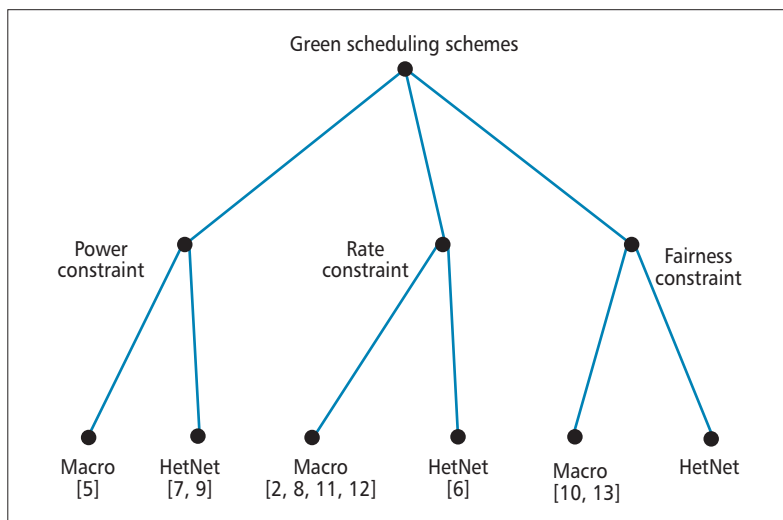 Green scheduling schemes
Power
constraint
Rate
constraint
Fairness
constraint
Macro
[5]
HetNet
[7, 9]
Macro
[2, 8, 11, 12]
HetNet
[6]
Macro
[10, 13]
HetNet